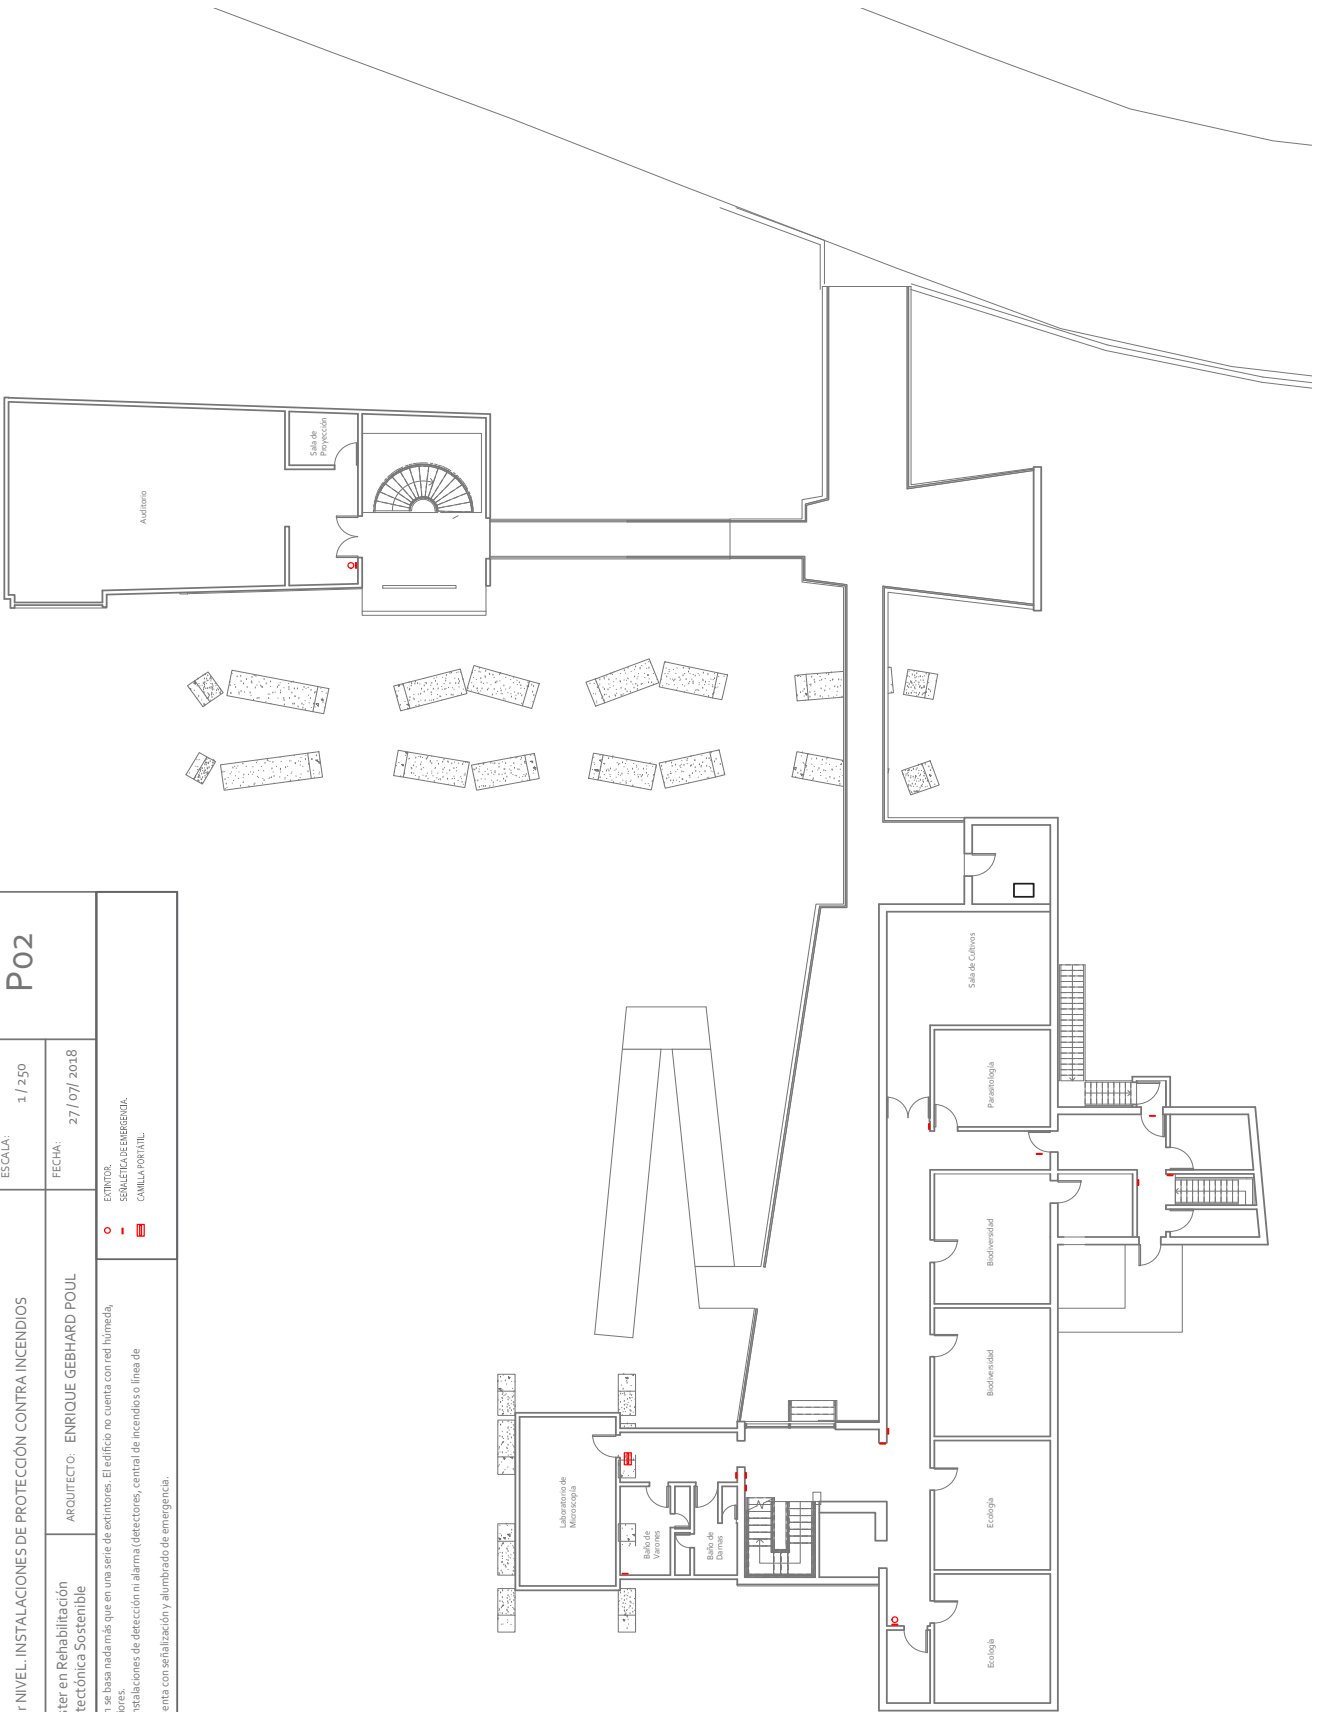 Auditorio
Sala de
Proyección
Sala de Cultivos
Parasitología
Biodiversidad
Biodiversidad
Ecología
Ecología
Laboratorio de
Microscopía
Baño de
Varones
Baño de
Damas
r NIVEL. INSTALACIONES DE PROTECCIÓN CONTRA INCENDIOS
ESCALA:
1 / 250
P02
ster en Rehabilitación
tectónica Sostenible
ARQUITECTO: ENRIQUE GEBHARD POUL
FECHA:
27 / 07/ 2018
n se basa nada más que en una serie de extintores. El edificio no cuenta con red húmeda,
iores.
nstalaciones de detección ni alarma (detectores, central de incendios o línea de
enta con señalización y alumbrado de emergencia.
EXTINTOR.
SEÑALÉTICA DE EMERGENCIA.
CAMILLA PORTÁTIL.